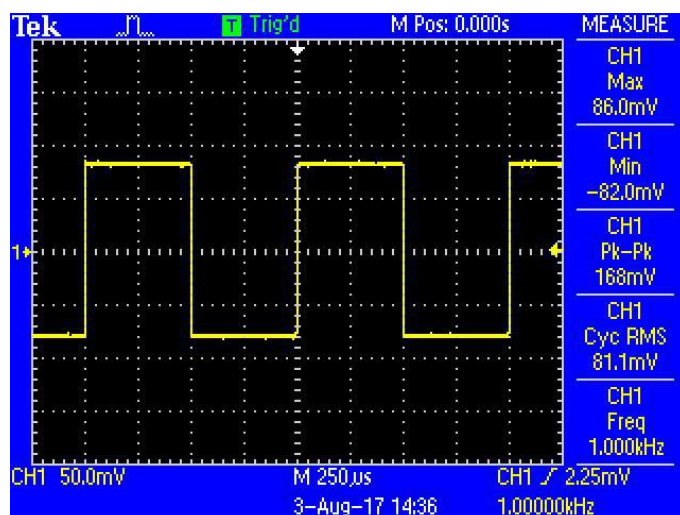 Tek Trig'd M Pos: 0.000s MEASURE
CH1
Max
86.0mV
CH1
Min
-82.0mV
1
CH1
Pk-Pk
168mV
CH1
Cyc RMS
81.1mV
CH1
Freq
1.000kHz
CH1 50.0mV M 250µs CH1 2.25mV
3-Aug-17 14:36 1.00000kHz